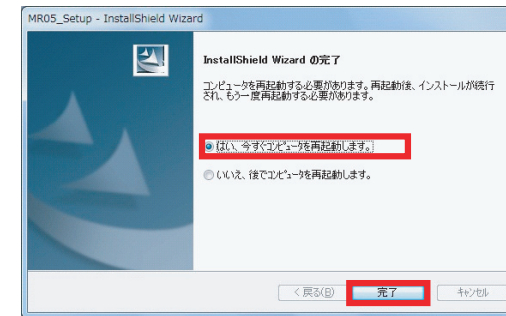 MR05_Setup - InstallShield Wizard
InstallShield Wizard の完了
コンピュータを再起動する必要があります。再起動後、インストールが続行
され、もう一度再起動する必要があります。
はい、今すぐコンピュータを再起動します。
いいえ、後でコンピュータを再起動します。
< 戻る(B)
完了
キャンセル